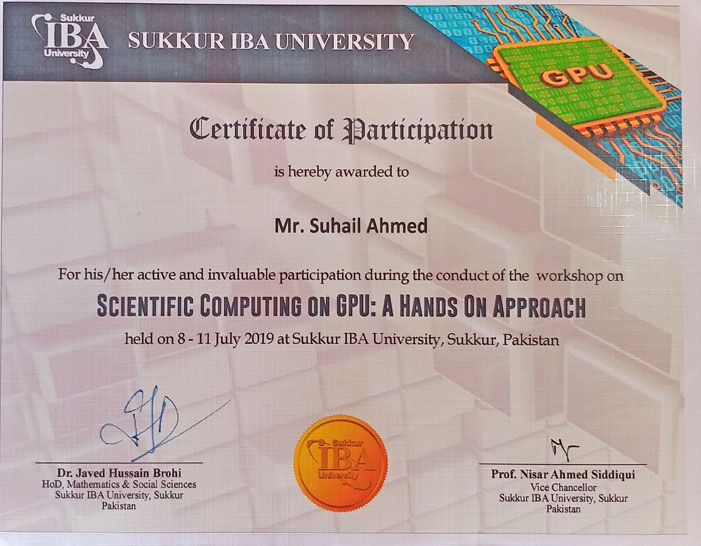 Sukkur
IBA
University
SUKKUR IBA UNIVERSITY
GPU
Certificate of Participation
is hereby awarded to
Mr. Suhail Ahmed
For his/her active and invaluable participation during the conduct of the workshop on
SCIENTIFIC COMPUTING ON GPU: A HANDS ON APPROACH
held on 8 - 11 July 2019 at Sukkur IBA University, Sukkur, Pakistan
Sukkur
IBA
University
Dr. Javed Hussain Brohi
HoD, Mathematics & Social Sciences
Sukkur IBA University, Sukkur
Pakistan
Prof. Nisar Ahmed Siddiqui
Vice Chancellor
Sukkur IBA University, Sukkur
Pakistan